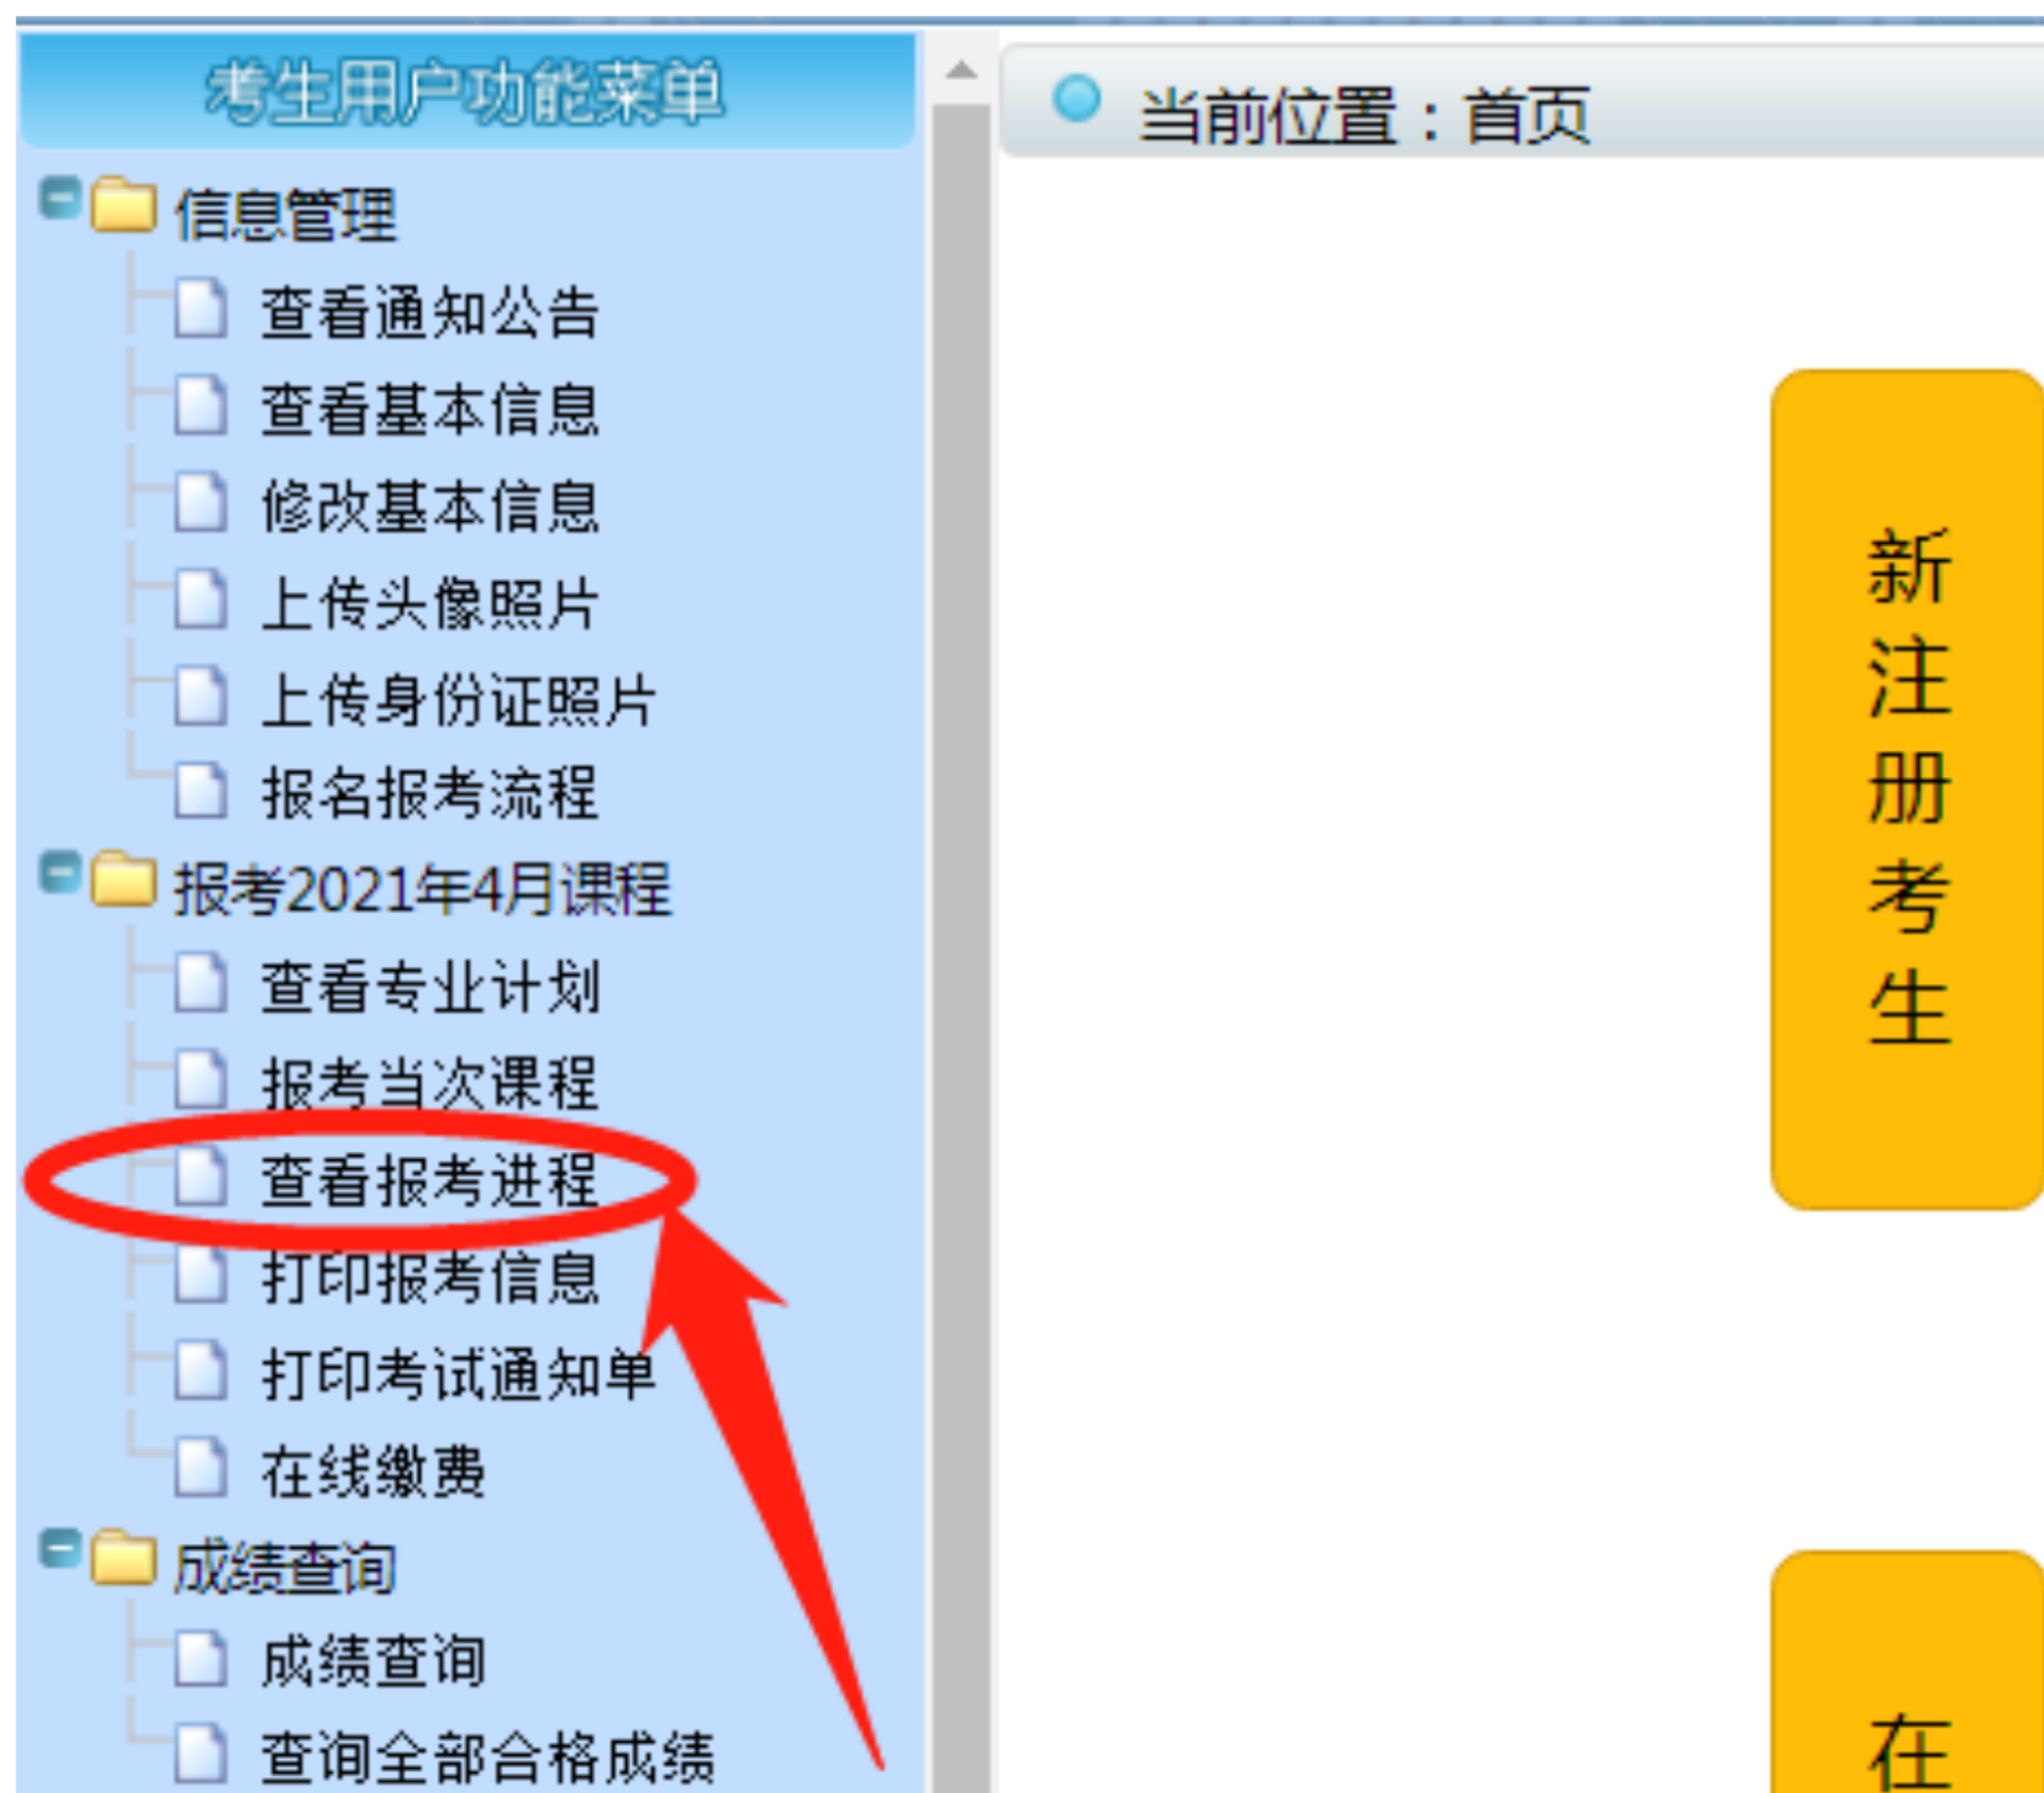 考生用户功能菜单
当前位置：首页
信息管理
查看通知公告
查看基本信息
修改基本信息
上传头像照片
上传身份证照片
报名报考流程
报考2021年4月课程
查看专业计划
报考当次课程
查看报考进程
打印报考信息
打印考试通知单
在线缴费
成绩查询
成绩查询
查询全部合格成绩
新
注
册
考
生
在